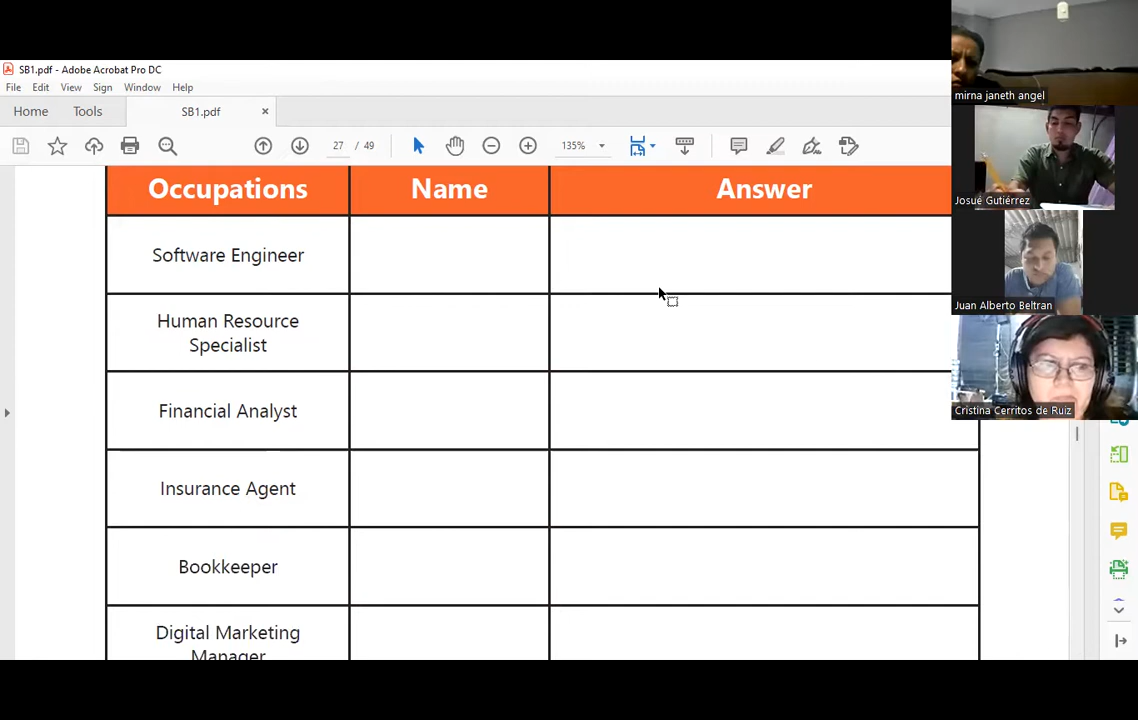 SB1.pdf - Adobe Acrobat Pro DC
File Edit View Sign Window Help
Home Tools SB1.pdf ×
27 / 49 135%
Occupations Name Answer
Software Engineer
Human Resource
Specialist
Financial Analyst
Insurance Agent
Bookkeeper
Digital Marketing
Manager
mirna janeth angel
Josué Gutiérrez
Juan Alberto Beltran
Cristina Cerritos de Ruiz